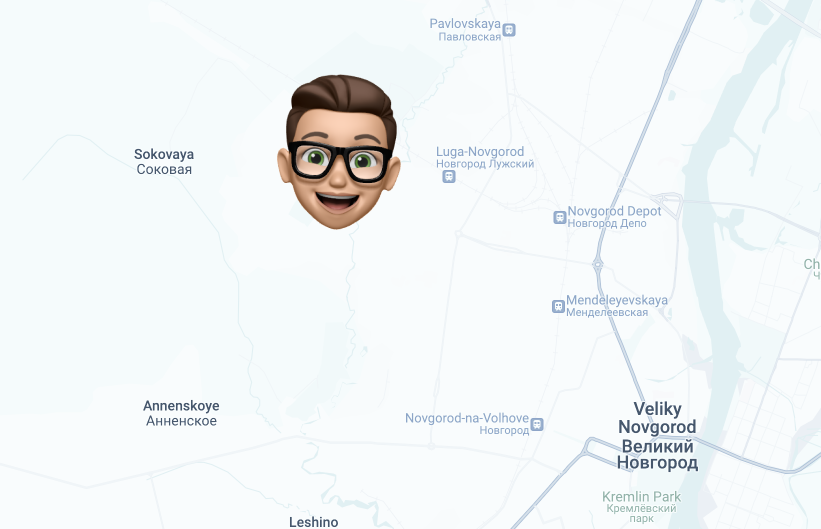 Pavlovskaya
Павловская
Sokovaya
Соковая
Luga-Novgorod
Новгород Лужский
Novgorod Depot
Новгород Депо
Ch
Ч
Mendeleyevskaya
Менделеевская
Annenskoye
Анненское
Novgorod-na-Volhove
Новгород
Veliky
Novgorod
Великий
Новгород
Kremlin Park
Кремлёвский
парк
Leshino